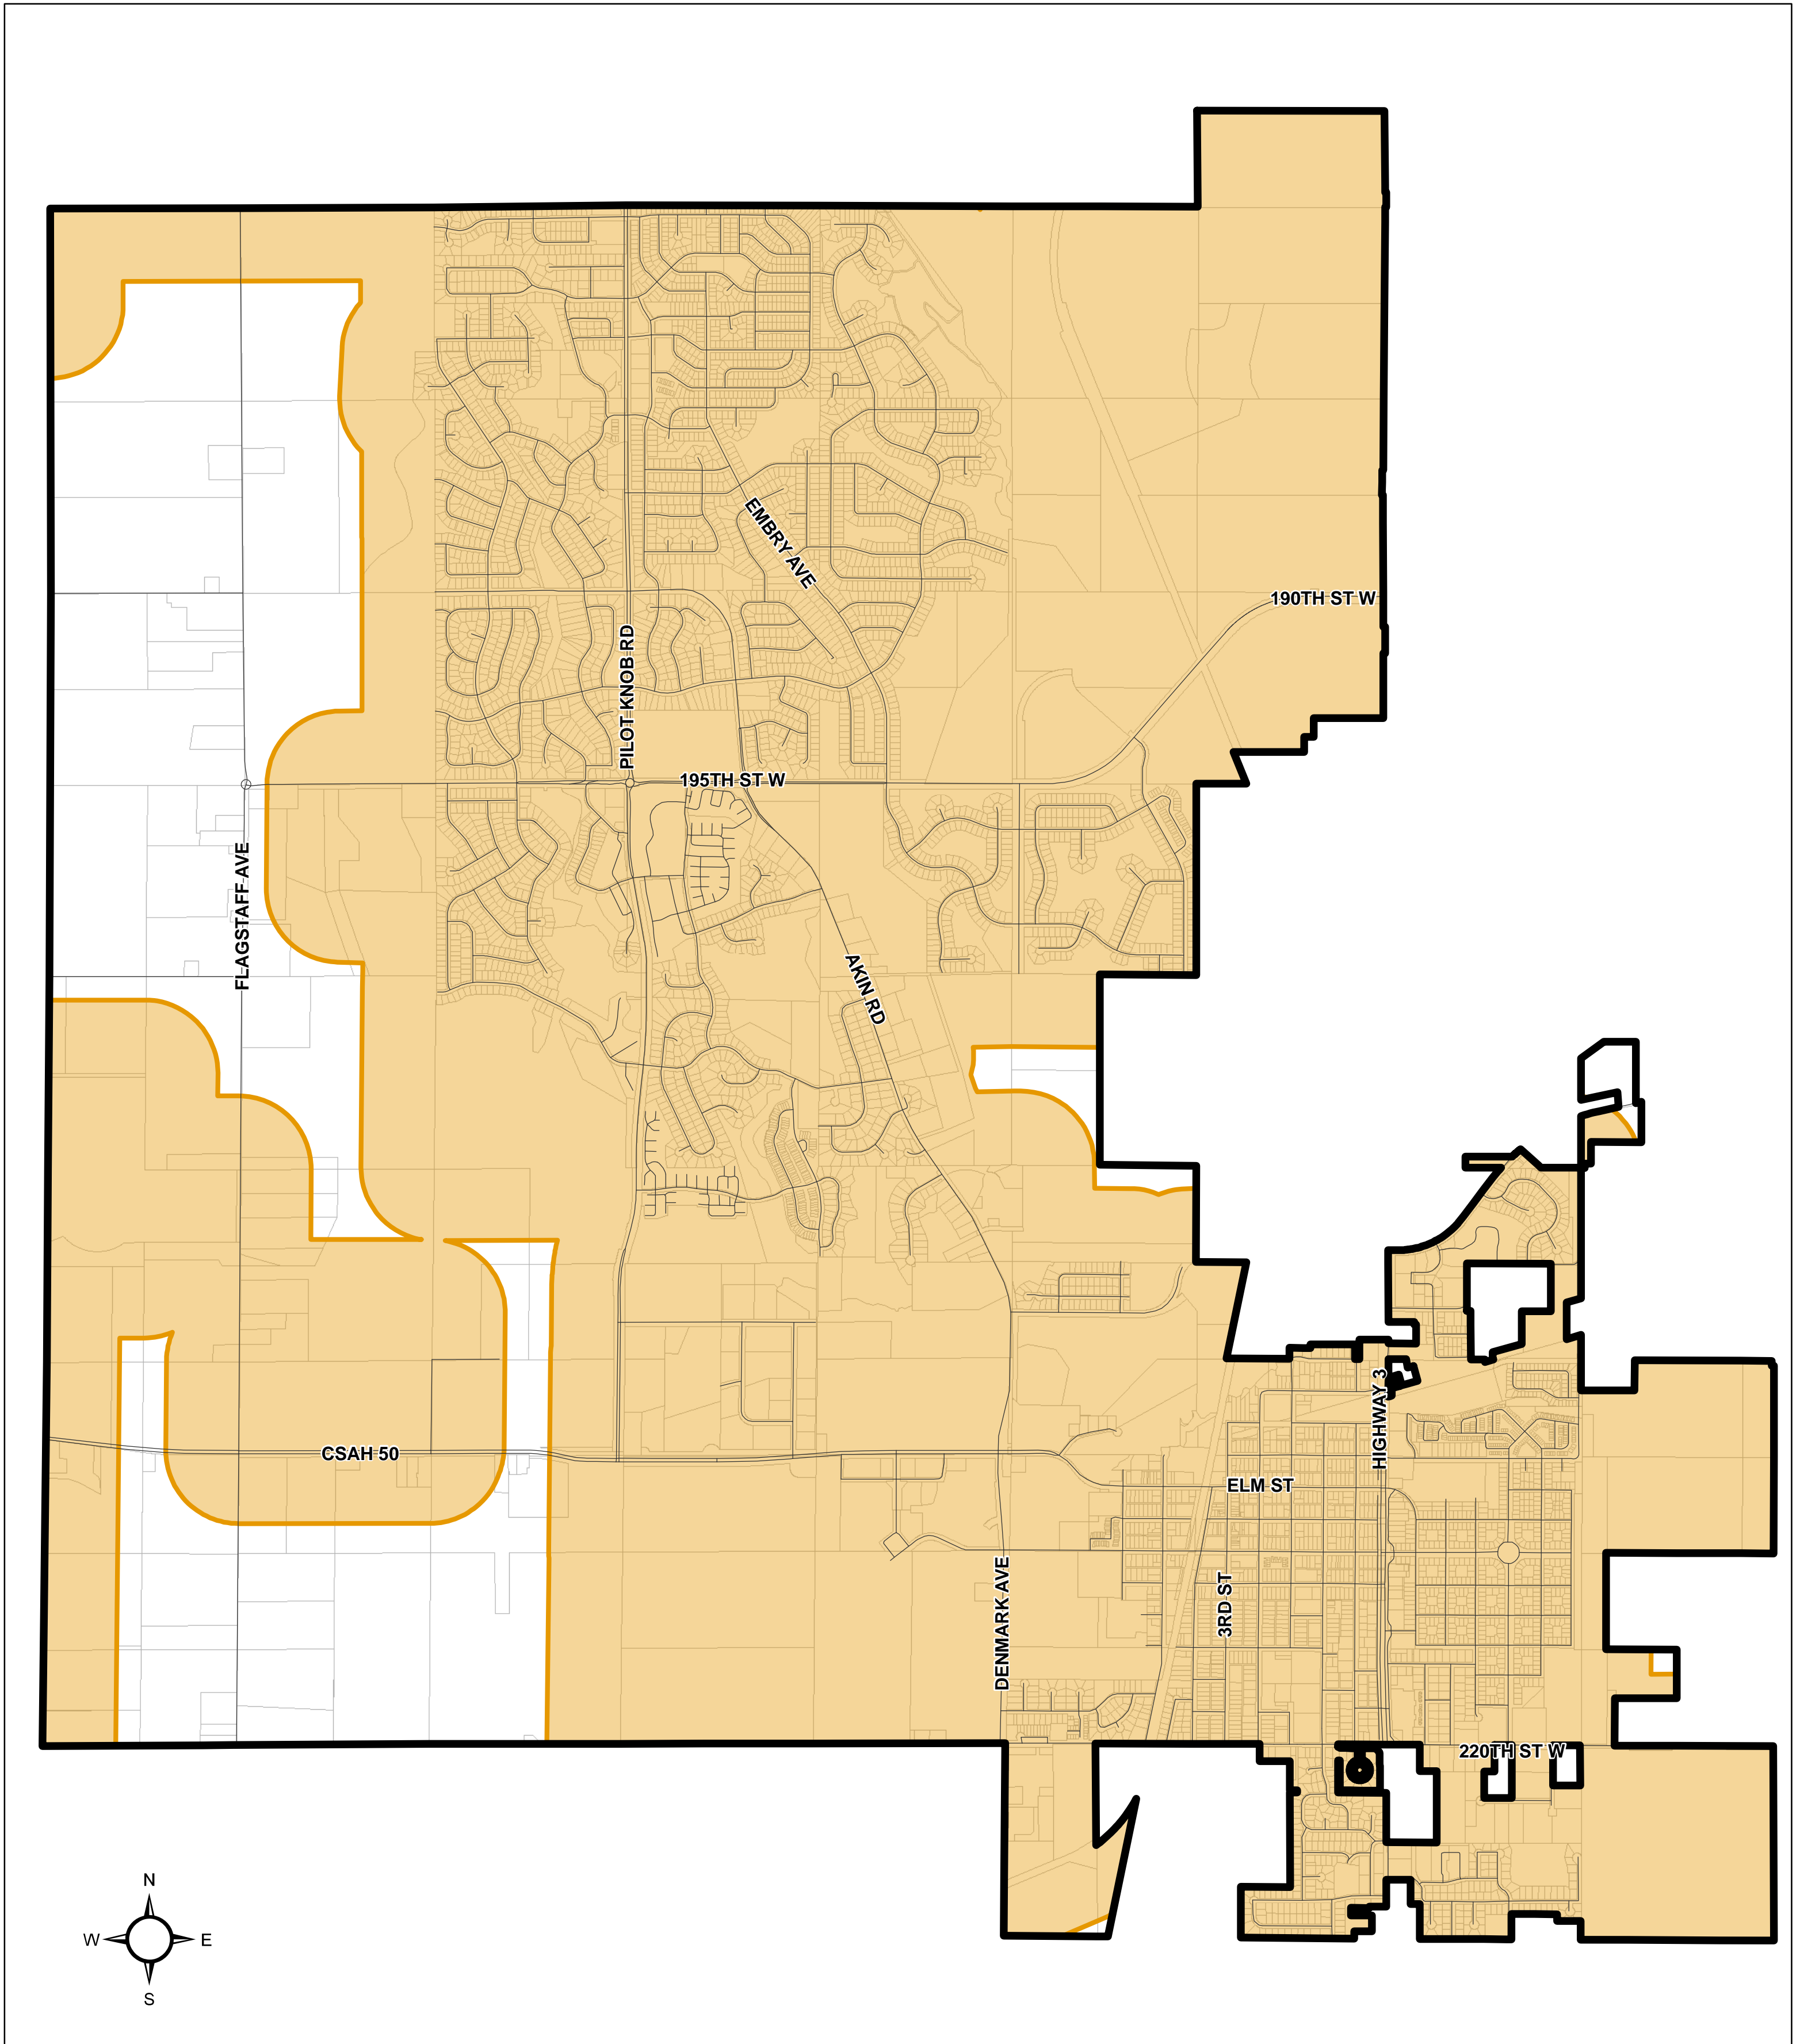 EMBRY AVE
190TH ST W
PILOT KNOB RD
195TH ST W
FLAGSTAFF AVE
AKIN RD
HIGHWAY 3
CSAH 50
ELM ST
DENMARK AVE
3RD ST
220TH ST W
N
W E
S